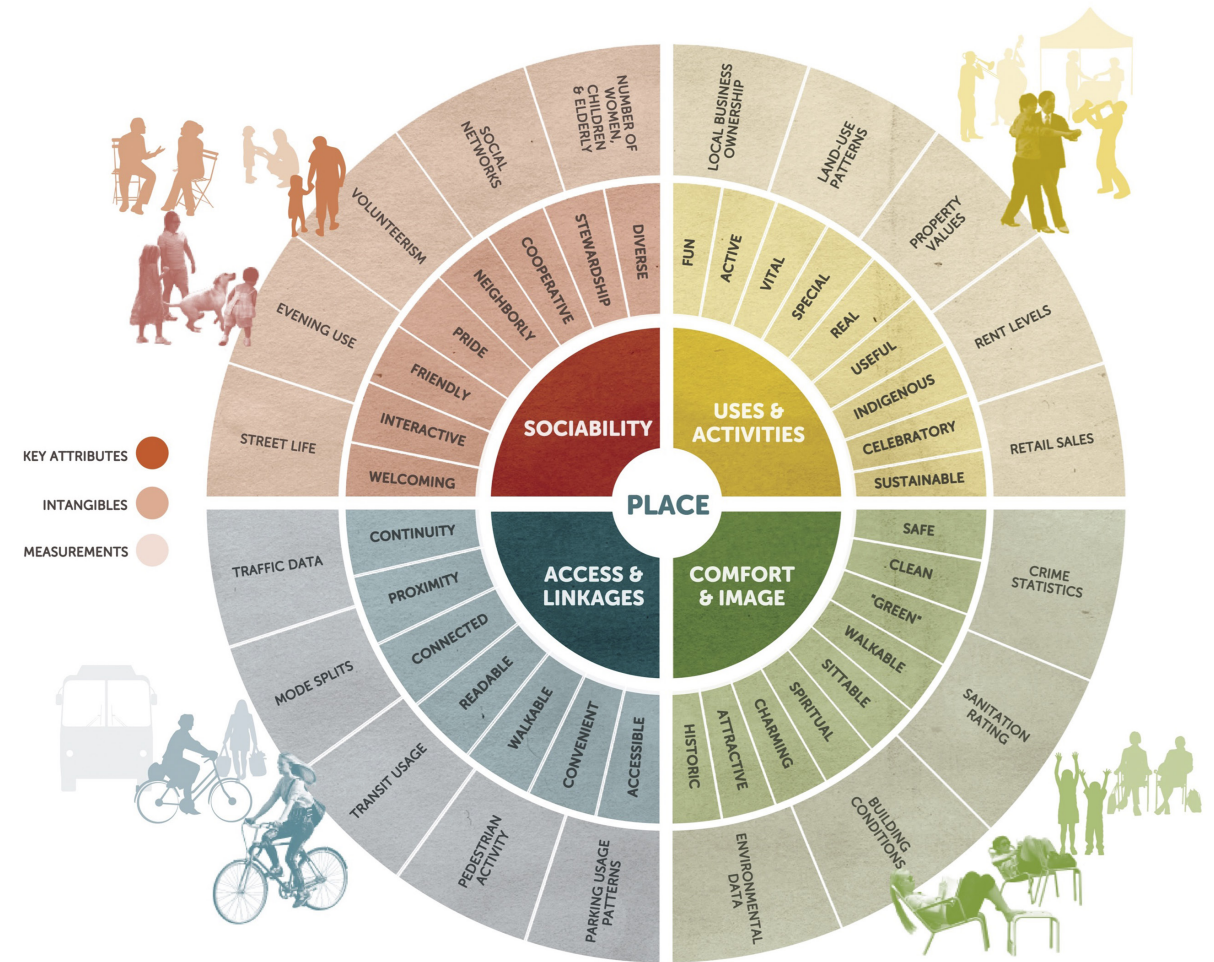 KEY ATTRIBUTES
INTANGIBLES
MEASUREMENTS
PLACE
SOCIABILITY
WELCOMING
INTERACTIVE
FRIENDLY
PRIDE
NEIGHBORLY
COOPERATIVE
STEWARDSHIP
DIVERSE
STREET LIFE
EVENING USE
VOLUNTEERISM
SOCIAL
NETWORKS
NUMBER OF
WOMEN,
CHILDREN
& ELDERLY
USES &
ACTIVITIES
FUN
ACTIVE
VITAL
SPECIAL
REAL
USEFUL
INDIGENOUS
CELEBRATORY
SUSTAINABLE
LOCAL BUSINESS
OWNERSHIP
LAND-USE
PATTERNS
PROPERTY
VALUES
RENT LEVELS
RETAIL SALES
COMFORT
& IMAGE
SAFE
CLEAN
"GREEN"
WALKABLE
SITTABLE
SPIRITUAL
CHARMING
ATTRACTIVE
HISTORIC
CRIME
STATISTICS
SANITATION
RATING
BUILDING
CONDITIONS
ENVIRONMENTAL
DATA
ACCESS &
LINKAGES
CONTINUITY
PROXIMITY
CONNECTED
READABLE
WALKABLE
CONVENIENT
ACCESSIBLE
TRAFFIC DATA
MODE SPLITS
TRANSIT USAGE
PEDESTRIAN
ACTIVITY
PARKING USAGE
PATTERNS